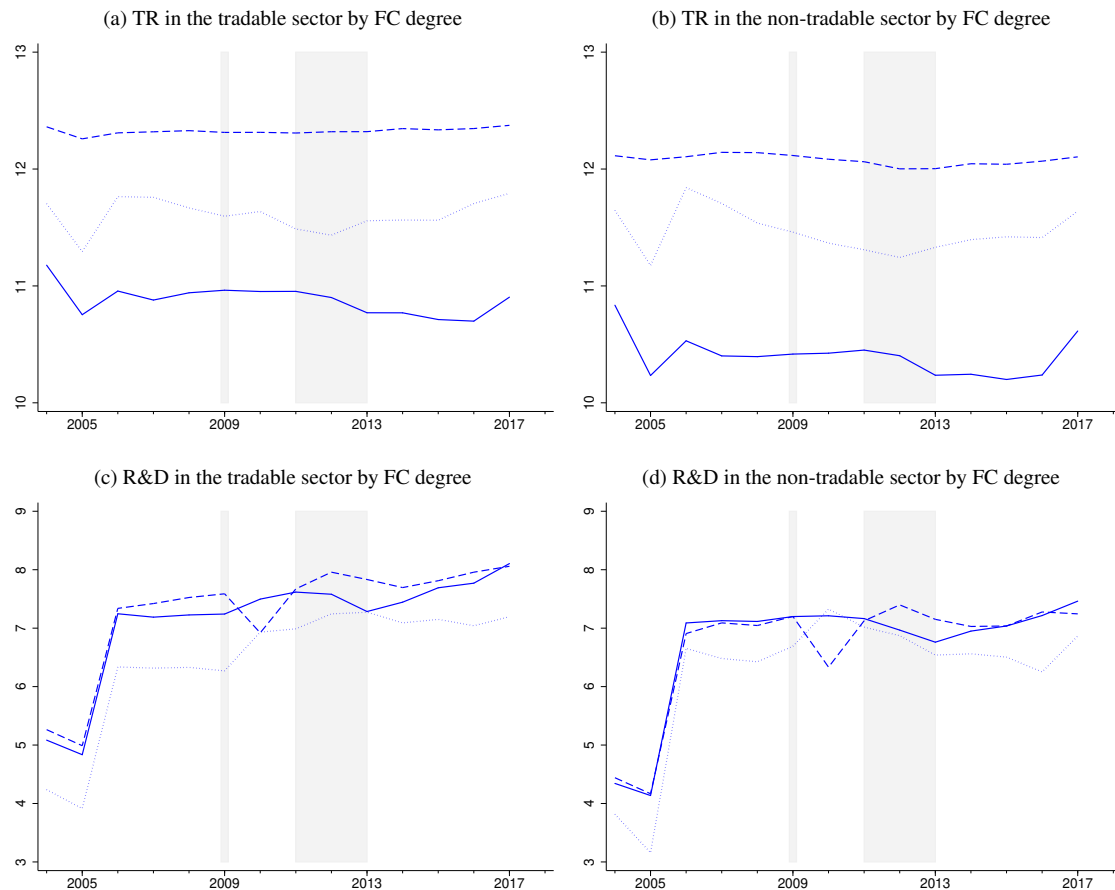 (a) TR in the tradable sector by FC degree
13
12
11
10
2005 2009 2013 2017
(b) TR in the non-tradable sector by FC degree
13
12
11
10
2005 2009 2013 2017
(c) R&D in the tradable sector by FC degree
9
8
7
6
5
4
3
2005 2009 2013 2017
(d) R&D in the non-tradable sector by FC degree
9
8
7
6
5
4
3
2005 2009 2013 2017